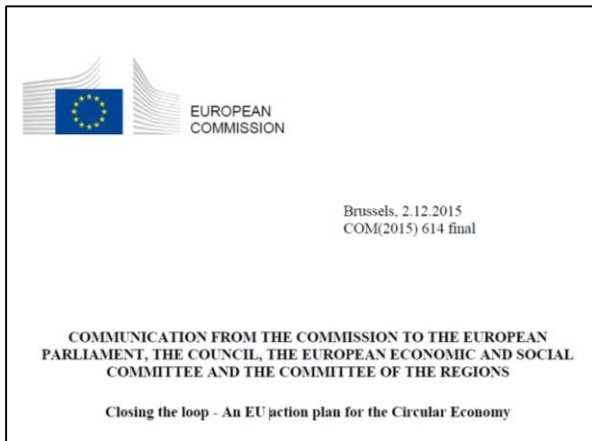 EUROPEAN
COMMISSION
Brussels, 2.12.2015
COM(2015) 614 final
COMMUNICATION FROM THE COMMISSION TO THE EUROPEAN
PARLIAMENT, THE COUNCIL, THE EUROPEAN ECONOMIC AND SOCIAL
COMMITTEE AND THE COMMITTEE OF THE REGIONS
Closing the loop - An EU action plan for the Circular Economy